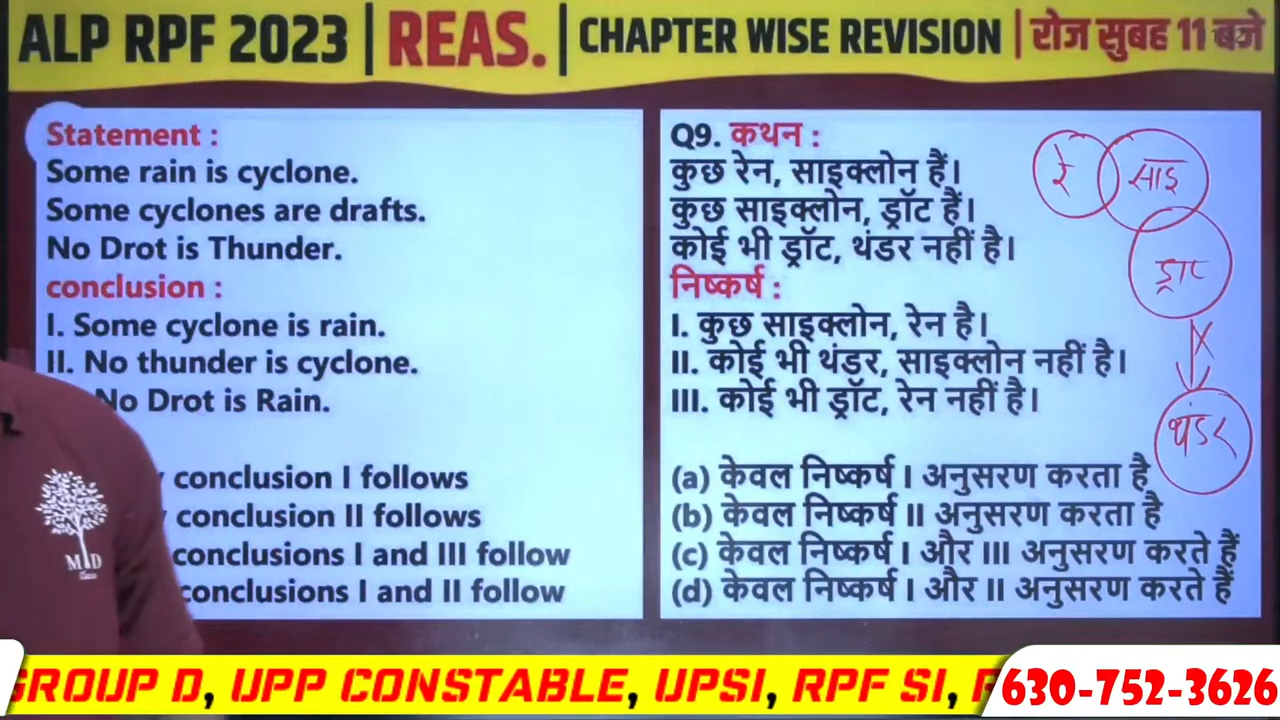 ALP RPF 2023 | REAS. | CHAPTER WISE REVISION | रोज सुबह 11 बजे
Statement :
Some rain is cyclone.
Some cyclones are drafts.
No Drot is Thunder.
conclusion :
I. Some cyclone is rain.
II. No thunder is cyclone.
No Drot is Rain.
conclusion I follows
conclusion II follows
conclusions I and III follow
conclusions I and II follow
Q9. कथन :
कुछ रेन, साइक्लोन हैं।
कुछ साइक्लोन, ड्रॉट हैं।
कोई भी ड्रॉट, थंडर नहीं है।
निष्कर्ष :
I. कुछ साइक्लोन, रेन है।
II. कोई भी थंडर, साइक्लोन नहीं है।
III. कोई भी ड्रॉट, रेन नहीं है।
(a) केवल निष्कर्ष I अनुसरण करता है
(b) केवल निष्कर्ष II अनुसरण करता है
(c) केवल निष्कर्ष I और III अनुसरण करते हैं
(d) केवल निष्कर्ष I और II अनुसरण करते हैं
रे
साइ
ड्राट
थंडर
MD
Class
GROUP D, UPP CONSTABLE, UPSI, RPF SI,
630-752-3626